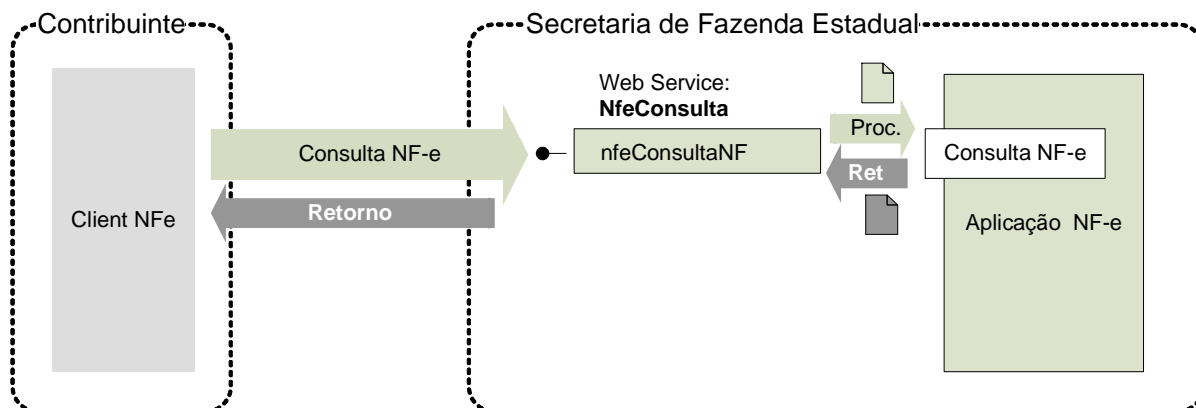 Contribuinte
Secretaria de Fazenda Estadual
Web Service:
NfeConsulta
Consulta NF-e
nfeConsultaNF
Proc.
Consulta NF-e
Ret
Retorno
Client NFe
Aplicação NF-e